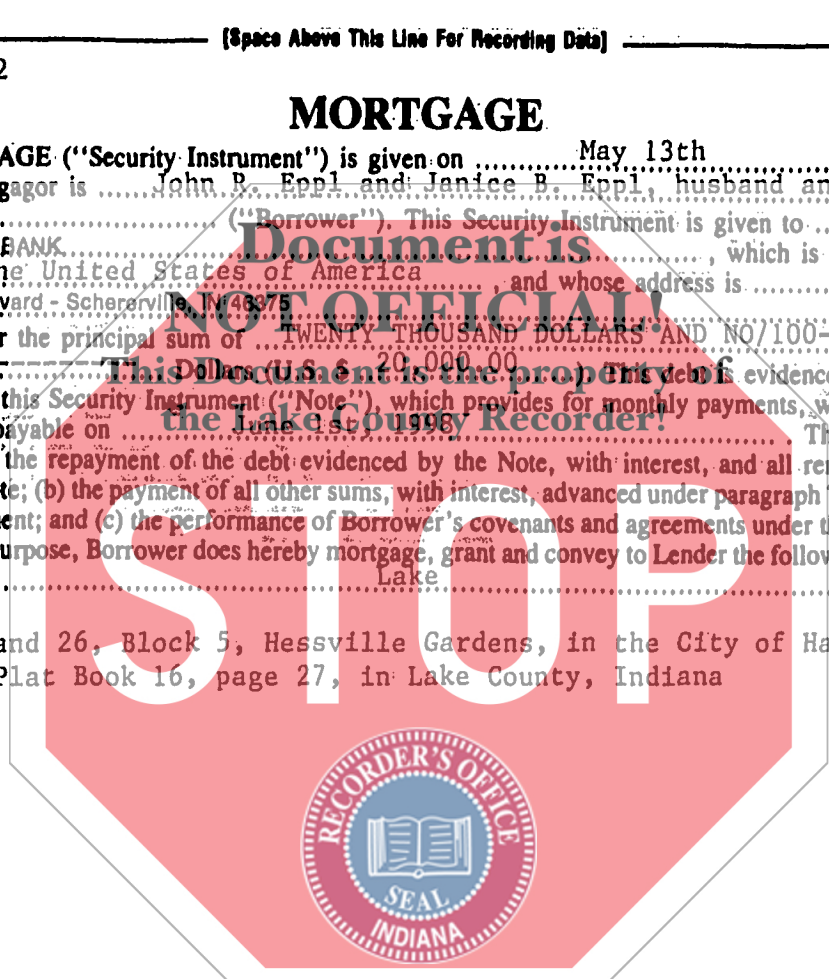 [Space Above This Line For Recording Data]
2
MORTGAGE
AGE ("Security Instrument") is given on .......... May 13th
gagor is ...... John R. Eppl and Janice B. Eppl, husband an
("Borrower"). This Security Instrument is given to ..
BANK ...., which is
e United States of America ...., and whose address is ..........
vard - Schererville, IN 46375
r the principal sum of ... TWENTY THOUSAND DOLLARS AND NO/100-
Dollars (U.S. $ .. 20,000.00 ......). This debt is evidence
this Security Instrument ("Note"), which provides for monthly payments, w
payable on ........ June 1st, 1998 ........ Th
the repayment of the debt evidenced by the Note, with interest, and all re
te; (b) the payment of all other sums, with interest, advanced under paragraph
ent; and (c) the performance of Borrower's covenants and agreements under t
urpose, Borrower does hereby mortgage, grant and convey to Lender the follow
Lake
and 26, Block 5, Hessville Gardens, in the City of Ha
Plat Book 16, page 27, in Lake County, Indiana
Document is
NOT OFFICIAL!
This Document is the property of
the Lake County Recorder!
STOP
RECORDER'S OFFICE
SEAL
INDIANA